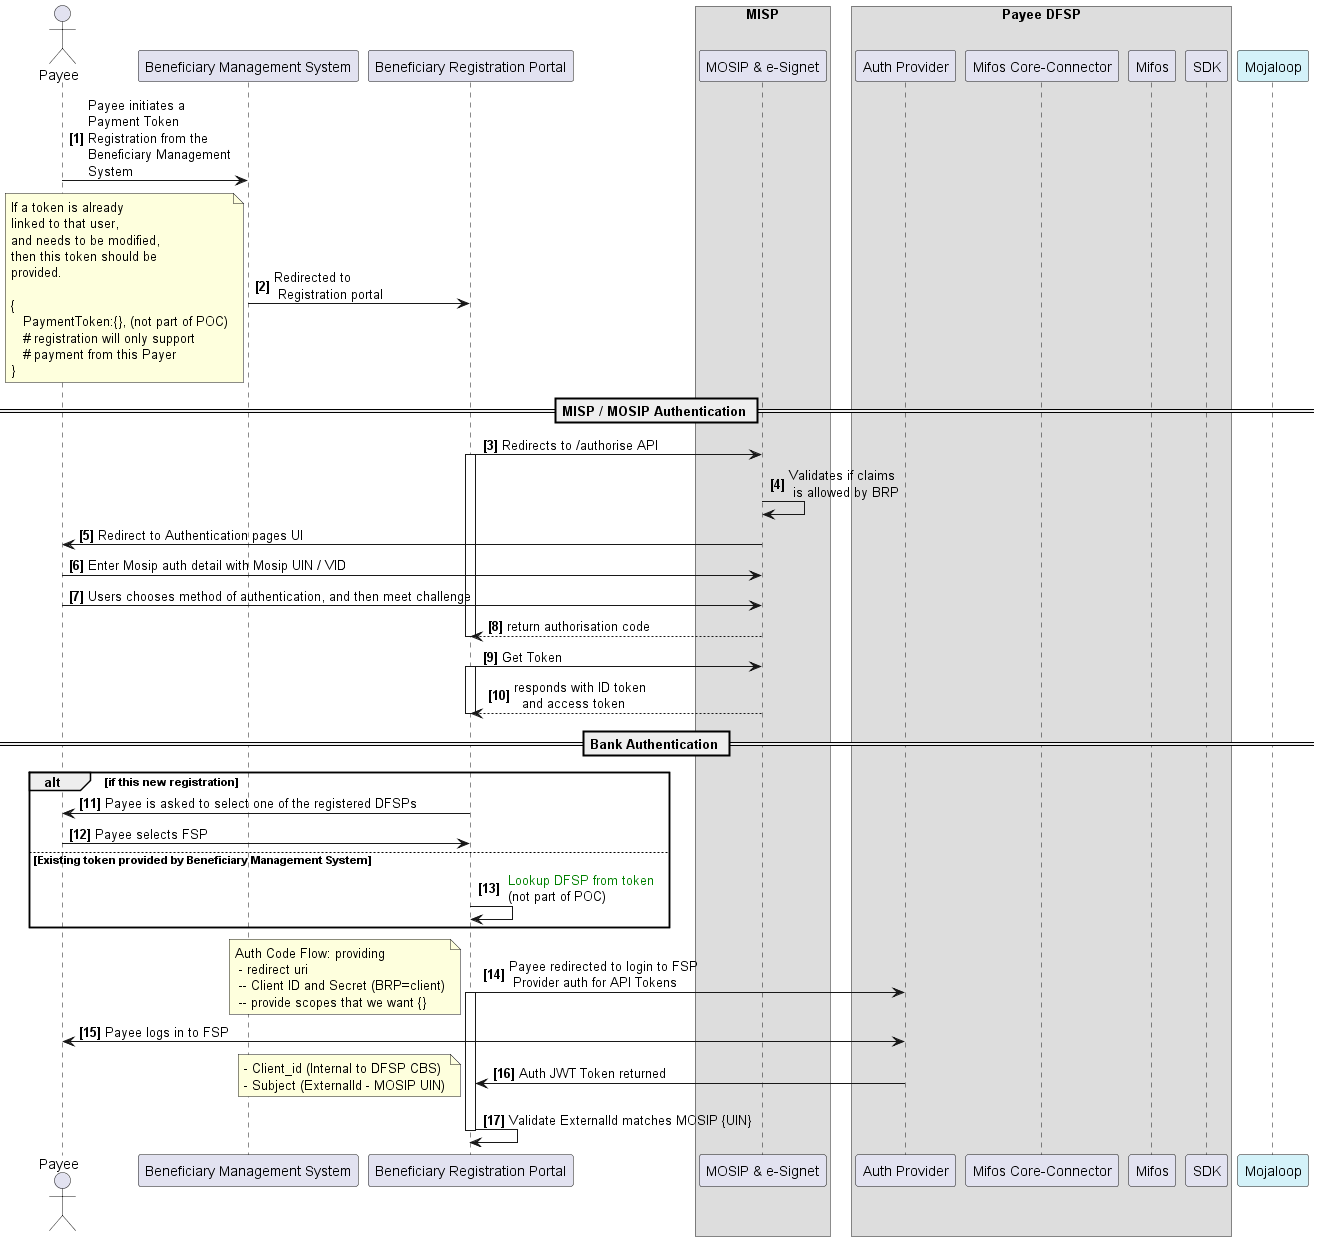 MISP
Payee DFSP
Payee
Beneficiary Management System
Beneficiary Registration Portal
MOSIP & e-Signet
Auth Provider
Mifos Core-Connector
Mifos
SDK
Mojaloop
[1]
Payee initiates a
Payment Token
Registration from the
Beneficiary Management
System
If a token is already
linked to that user,
and needs to be modified,
then this token should be
provided.
{
PaymentToken:{}, (not part of POC)
# registration will only support
# payment from this Payer
}
[2] Redirected to
Registration portal
MISP / MOSIP Authentication
[3] Redirects to /authorise API
[4] Validates if claims
is allowed by BRP
[5] Redirect to Authentication pages UI
[6] Enter Mosip auth detail with Mosip UIN / VID
[7] Users chooses method of authentication, and then meet challenge
[8] return authorisation code
[9] Get Token
[10] responds with ID token
and access token
Bank Authentication
alt [if this new registration]
[11] Payee is asked to select one of the registered DFSPs
[12] Payee selects FSP
[Existing token provided by Beneficiary Management System]
[13] Lookup DFSP from token
(not part of POC)
Auth Code Flow: providing
- redirect uri
-- Client ID and Secret (BRP=client)
-- provide scopes that we want {}
[14] Payee redirected to login to FSP
Provider auth for API Tokens
[15] Payee logs in to FSP
- Client_id (Internal to DFSP CBS)
- Subject (ExternalId - MOSIP UIN)
[16] Auth JWT Token returned
[17] Validate ExternalId matches MOSIP {UIN}
Payee
Beneficiary Management System
Beneficiary Registration Portal
MOSIP & e-Signet
Auth Provider
Mifos Core-Connector
Mifos
SDK
Mojaloop